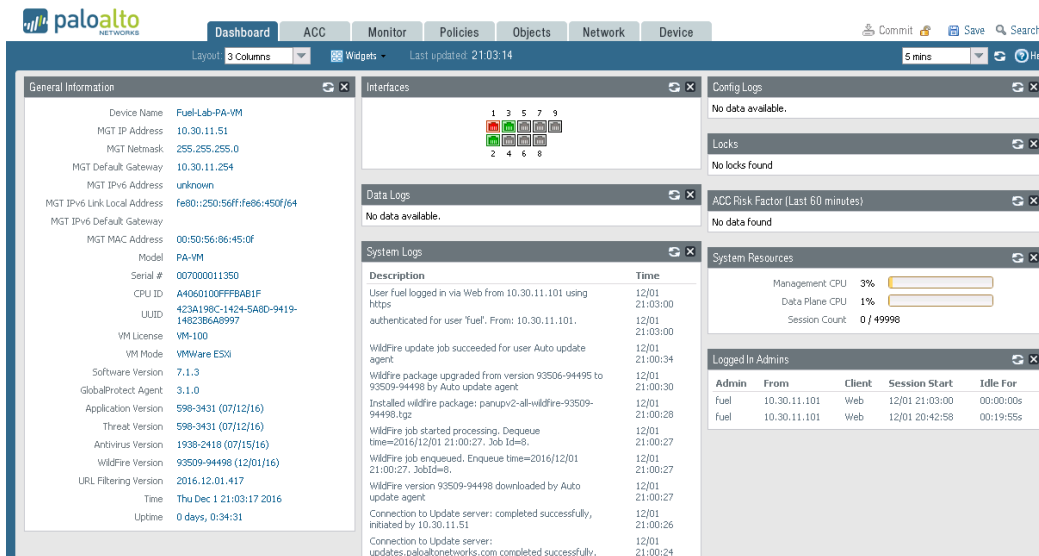 paloalto
NETWORKS
Dashboard ACC Monitor Policies Objects Network Device
Commit Save Search
Layout: 3 Columns Widgets Last updated: 21:03:14 5 mins He
General Information
Device Name Fuel-Lab-PA-VM
MGT IP Address 10.30.11.51
MGT Netmask 255.255.255.0
MGT Default Gateway 10.30.11.254
MGT IPv6 Address unknown
MGT IPv6 Link Local Address fe80::250:56ff:fe86:450f/64
MGT IPv6 Default Gateway
MGT MAC Address 00:50:56:86:45:0f
Model PA-VM
Serial # 007000011350
CPU ID A4060100FFFBAB1F
UUID 423A198C-1424-5A8D-9419-
14823B6A8997
VM License VM-100
VM Mode VMWare ESXi
Software Version 7.1.3
GlobalProtect Agent 3.1.0
Application Version 598-3431 (07/12/16)
Threat Version 598-3431 (07/12/16)
Antivirus Version 1938-2418 (07/15/16)
WildFire Version 93509-94498 (12/01/16)
URL Filtering Version 2016.12.01.417
Time Thu Dec 1 21:03:17 2016
Uptime 0 days, 0:34:31
Interfaces
1 3 5 7 9
2 4 6 8
Data Logs
No data available.
System Logs
Description Time
User fuel logged in via Web from 10.30.11.101 using 12/01
https 21:03:00
authenticated for user 'fuel'. From: 10.30.11.101. 12/01
21:03:00
WildFire update job succeeded for user Auto update 12/01
agent 21:00:34
Wildfire package upgraded from version 93506-94495 to 12/01
93509-94498 by Auto update agent 21:00:30
Installed wildfire package: panupv2-all-wildfire-93509- 12/01
94498.tgz 21:00:28
WildFire job started processing. Dequeue 12/01
time=2016/12/01 21:00:27. Job Id=8. 21:00:27
WildFire job enqueued. Enqueue time=2016/12/01 12/01
21:00:27. JobId=8. 21:00:27
WildFire version 93509-94498 downloaded by Auto 12/01
update agent 21:00:27
Connection to Update server: completed successfully, 12/01
initiated by 10.30.11.51 21:00:26
Connection to Update server: 12/01
updates.paloaltonetworks.com completed successfully, 21:00:24
Config Logs
No data available.
Locks
No locks found
ACC Risk Factor (Last 60 minutes)
No data found
System Resources
Management CPU 3%
Data Plane CPU 1%
Session Count 0 / 49998
Logged In Admins
Admin From Client Session Start Idle For
fuel 10.30.11.101 Web 12/01 21:03:00 00:00:00s
fuel 10.30.11.101 Web 12/01 20:42:58 00:19:55s